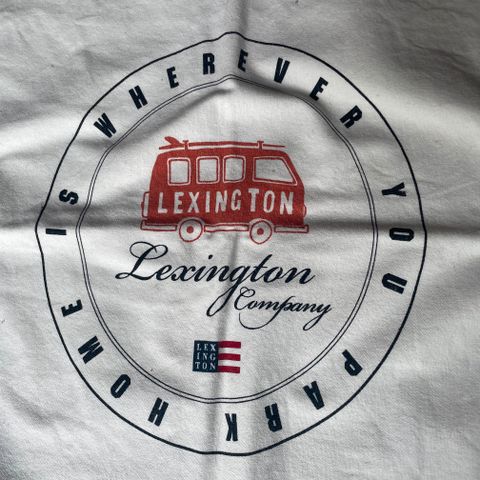 HOME IS WHEREVER YOU PARK
LEXINGTON
Lexington
Company
LEX
ING
TON